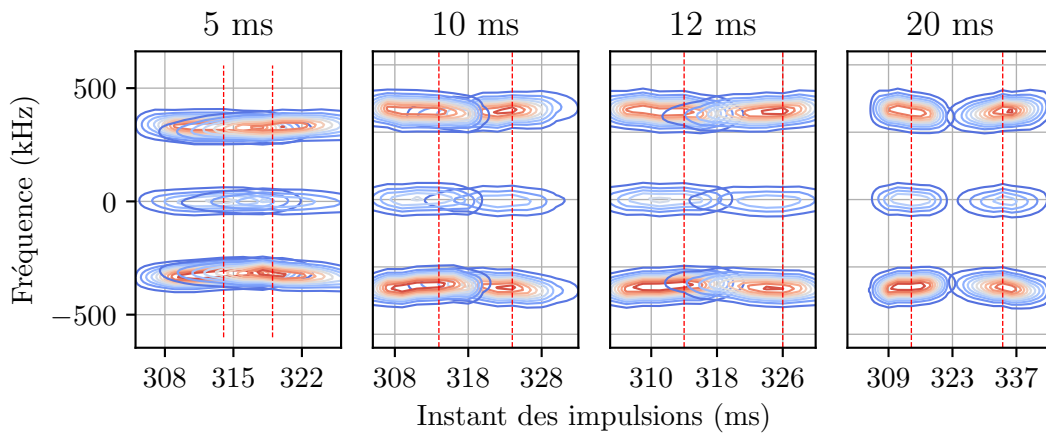 5 ms 10 ms 12 ms 20 ms
Fréquence (kHz)
500
0
−500
308 315 322 308 318 328 310 318 326 309 323 337
Instant des impulsions (ms)